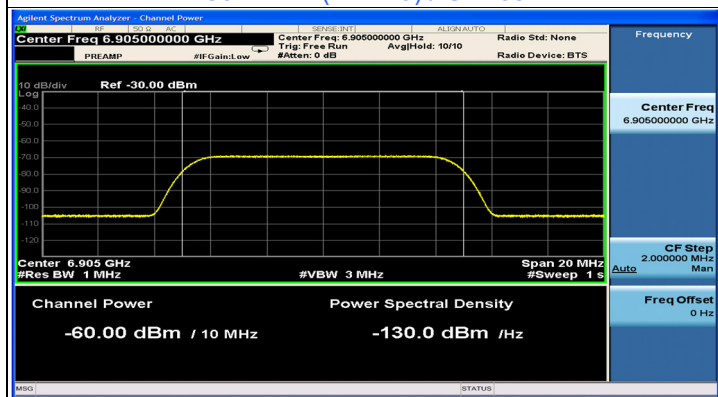 Agilent Spectrum Analyzer - Channel Power
LXI RF 50 Ω AC SENSE:INT ALIGN AUTO
Center Freq 6.905000000 GHz Center Freq: 6.905000000 GHz Radio Std: None
Trig: Free Run Avg|Hold: 10/10
PREAMP #IFGain:Low #Atten: 0 dB Radio Device: BTS
10 dB/div Ref -30.00 dBm
Log
-40.0
-50.0
-60.0
-70.0
-80.0
-90.0
-100
-110
-120
Center 6.905 GHz Span 20 MHz
#Res BW 1 MHz #VBW 3 MHz #Sweep 1 s
Channel Power Power Spectral Density
-60.00 dBm / 10 MHz -130.0 dBm /Hz
MSG STATUS
Frequency
Center Freq
6.905000000 GHz
CF Step
2.000000 MHz
Auto Man
Freq Offset
0 Hz